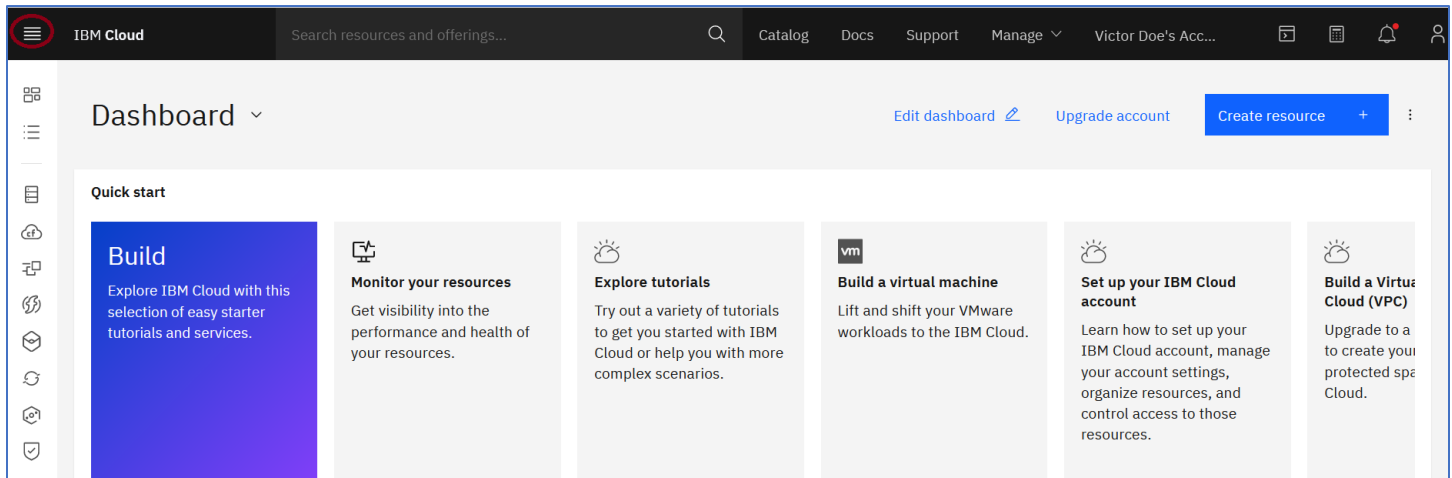 IBM Cloud
Search resources and offerings...
Catalog
Docs
Support
Manage
Victor Doe's Acc...
Dashboard
Edit dashboard
Upgrade account
Create resource +
Quick start
Build
Explore IBM Cloud with this
selection of easy starter
tutorials and services.
Monitor your resources
Get visibility into the
performance and health of
your resources.
Explore tutorials
Try out a variety of tutorials
to get you started with IBM
Cloud or help you with more
complex scenarios.
vm
Build a virtual machine
Lift and shift your VMware
workloads to the IBM Cloud.
Set up your IBM Cloud
account
Learn how to set up your
IBM Cloud account, manage
your account settings,
organize resources, and
control access to those
resources.
Build a Virtua
Cloud (VPC)
Upgrade to a
to create your
protected spa
Cloud.
cf